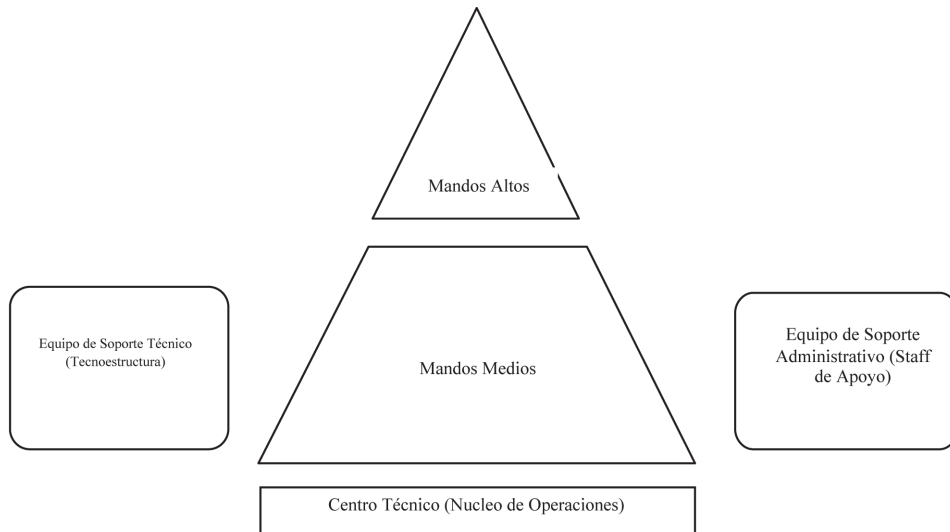 Mandos Altos
Equipo de Soporte Técnico
(Tecnoestructura)
Mandos Medios
Equipo de Soporte
Administrativo (Staff
de Apoyo)
Centro Técnico (Nucleo de Operaciones)